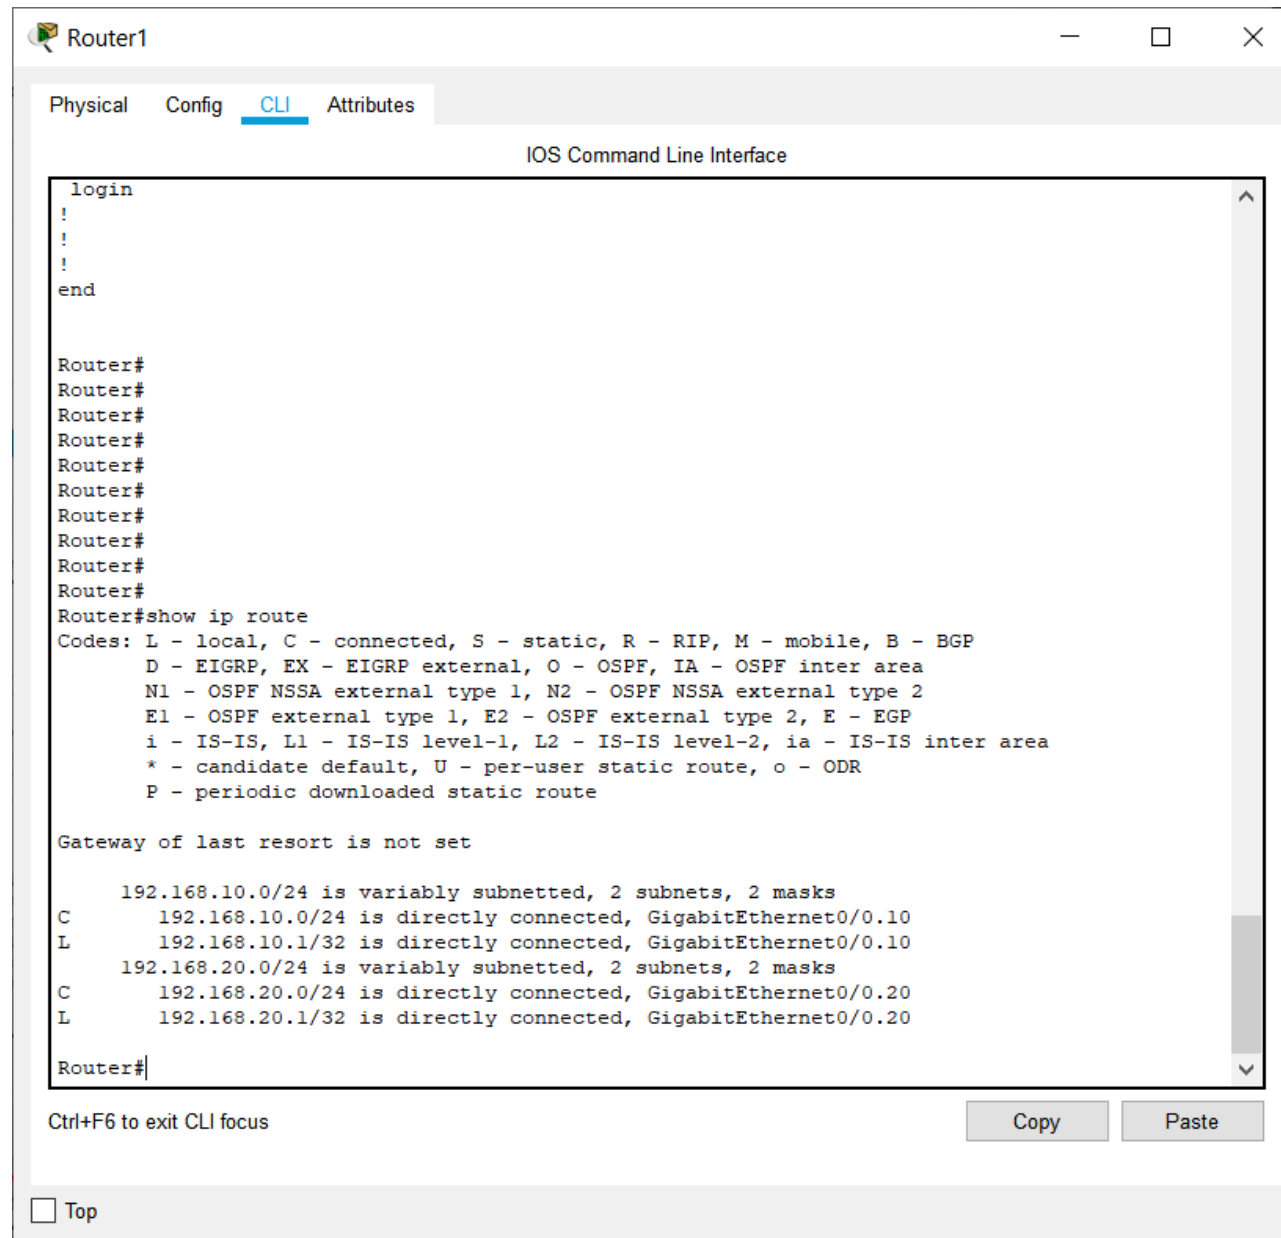 Router1
Physical Config CLI Attributes
IOS Command Line Interface
login
!
!
!
end
Router#
Router#
Router#
Router#
Router#
Router#
Router#
Router#
Router#
Router#
Router#show ip route
Codes: L - local, C - connected, S - static, R - RIP, M - mobile, B - BGP
D - EIGRP, EX - EIGRP external, O - OSPF, IA - OSPF inter area
N1 - OSPF NSSA external type 1, N2 - OSPF NSSA external type 2
E1 - OSPF external type 1, E2 - OSPF external type 2, E - EGP
i - IS-IS, L1 - IS-IS level-1, L2 - IS-IS level-2, ia - IS-IS inter area
* - candidate default, U - per-user static route, o - ODR
P - periodic downloaded static route
Gateway of last resort is not set
192.168.10.0/24 is variably subnetted, 2 subnets, 2 masks
C 192.168.10.0/24 is directly connected, GigabitEthernet0/0.10
L 192.168.10.1/32 is directly connected, GigabitEthernet0/0.10
192.168.20.0/24 is variably subnetted, 2 subnets, 2 masks
C 192.168.20.0/24 is directly connected, GigabitEthernet0/0.20
L 192.168.20.1/32 is directly connected, GigabitEthernet0/0.20
Router#
Ctrl+F6 to exit CLI focus
Copy Paste
Top